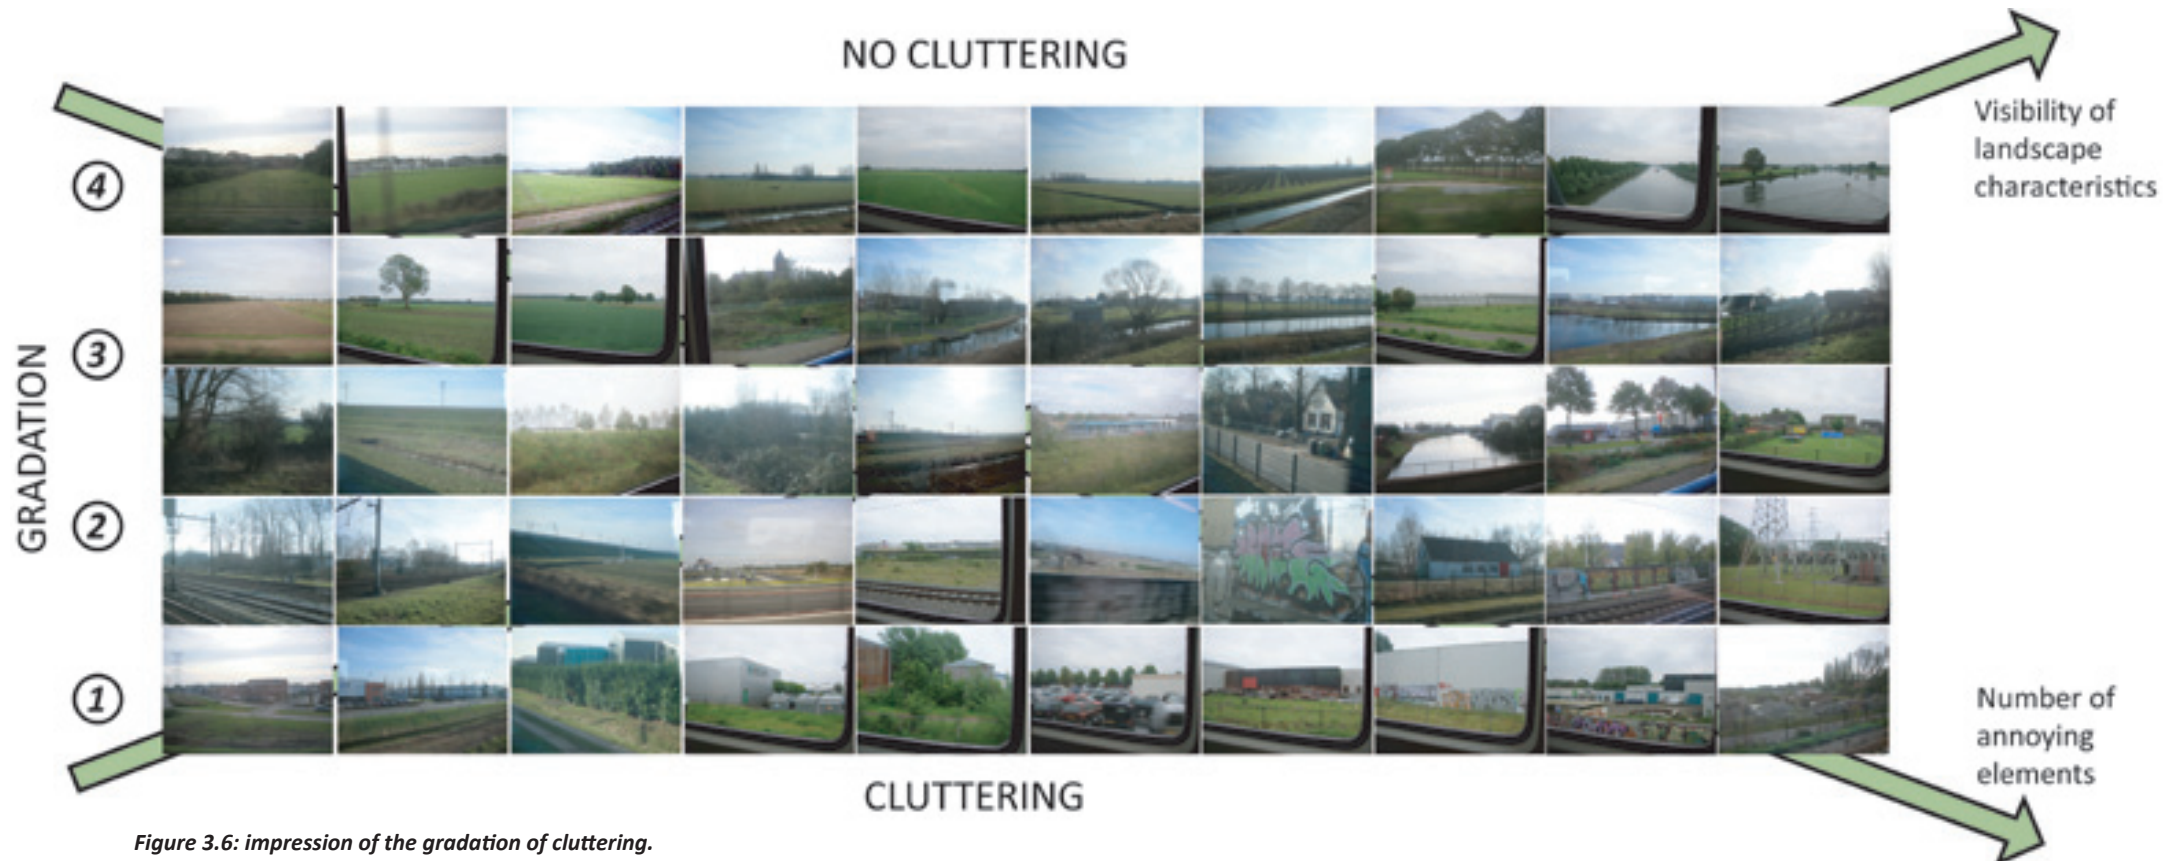 NO CLUTTERING
Visibility of
landscape
characteristics
GRADATION
4
3
2
1
Number of
annoying
elements
CLUTTERING
Figure 3.6: impression of the gradation of cluttering.